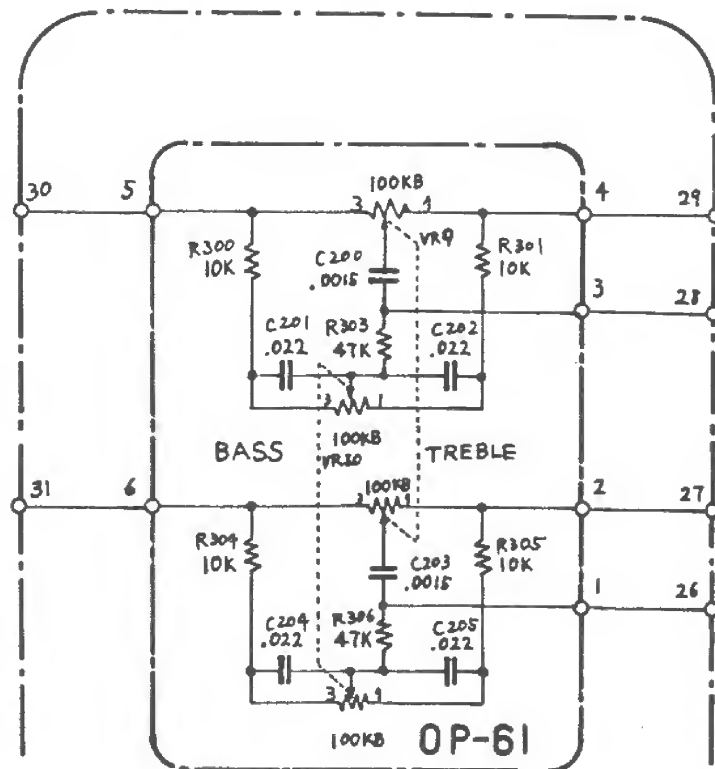 100KB
30
5
3
1
4
29
R300
10K
C200
.0015
VR9
R301
10K
3
28
C201
.022
R303
47K
C202
.022
3
1
100KB
BASS
VR10
TREBLE
31
6
100KB
3
1
2
27
R304
10K
C203
.0015
R305
10K
1
26
C204
.022
R306
47K
C205
.022
3
1
100KB
OP-61